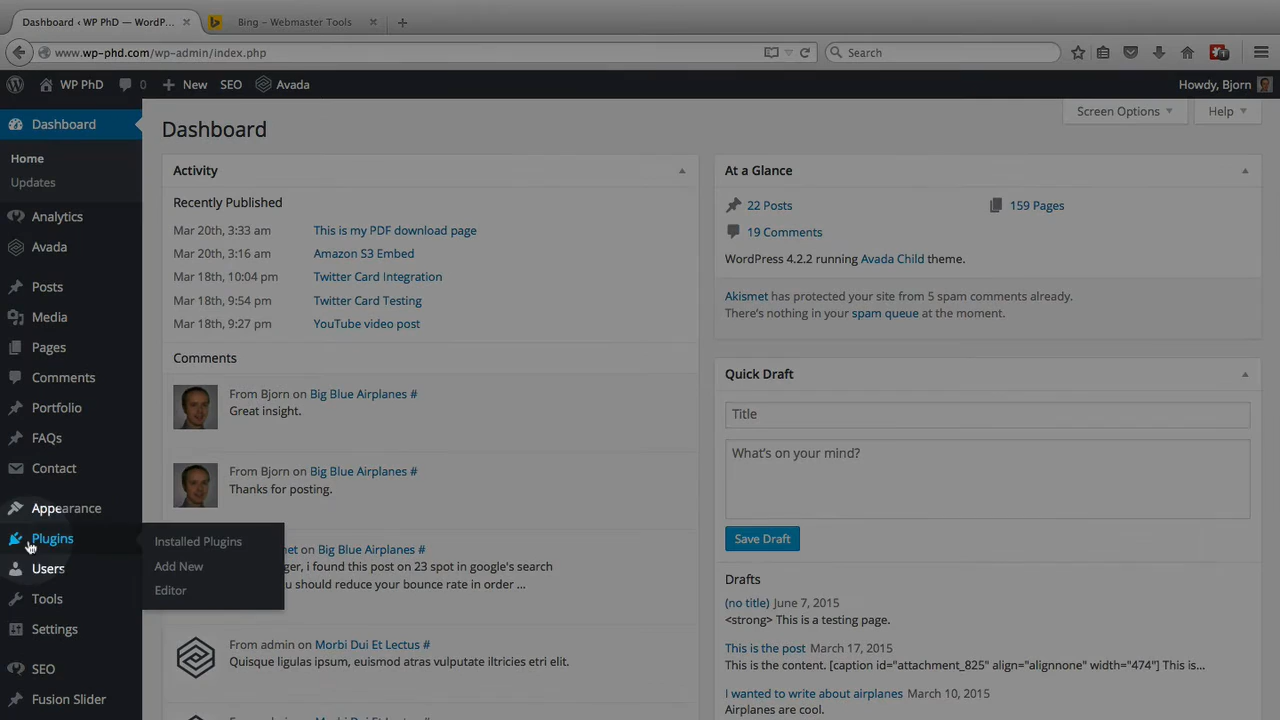 Dashboard ‹ WP PhD — WordP...
Bing – Webmaster Tools
www.wp-phd.com/wp-admin/index.php
Search
1
WP PhD
0
New
SEO
Avada
Howdy, Bjorn
Dashboard
Home
Updates
Analytics
Avada
Posts
Media
Pages
Comments
Portfolio
FAQs
Contact
Appearance
Plugins
Users
Tools
Settings
SEO
Fusion Slider
Installed Plugins
Add New
Editor
Screen Options
Help
Dashboard
Activity
Recently Published
Mar 20th, 3:33 am This is my PDF download page
Mar 20th, 3:16 am Amazon S3 Embed
Mar 18th, 10:04 pm Twitter Card Integration
Mar 18th, 9:54 pm Twitter Card Testing
Mar 18th, 9:27 pm YouTube video post
Comments
From Bjorn on Big Blue Airplanes #
Great insight.
From Bjorn on Big Blue Airplanes #
Thanks for posting.
on Big Blue Airplanes #
i found this post on 23 spot in google's search
should reduce your bounce rate in order ...
From admin on Morbi Dui Et Lectus #
Quisque ligulas ipsum, euismod atras vulputate iltricies etri elit.
At a Glance
22 Posts
159 Pages
19 Comments
WordPress 4.2.2 running Avada Child theme.
Akismet has protected your site from 5 spam comments already.
There's nothing in your spam queue at the moment.
Quick Draft
Title
What's on your mind?
Save Draft
Drafts
(no title) June 7, 2015
<strong> This is a testing page.
This is the post March 17, 2015
This is the content. [caption id="attachment_825" align="alignnone" width="474"] This is...
I wanted to write about airplanes March 10, 2015
Airplanes are cool.